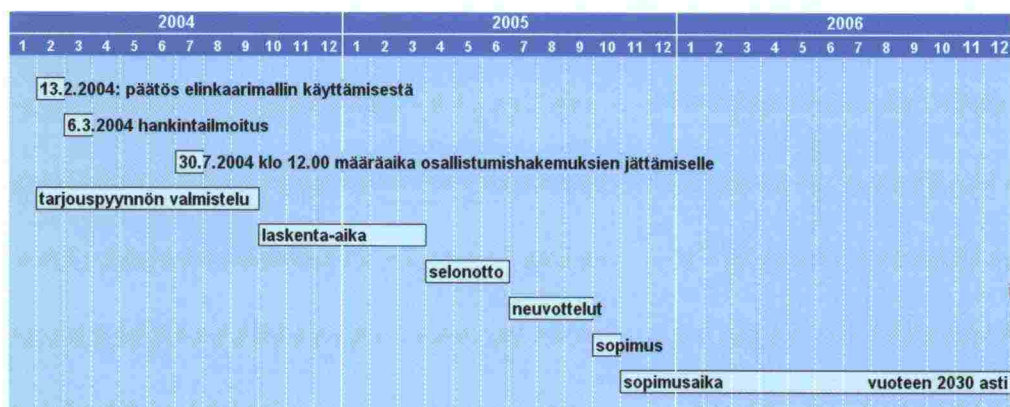 2004 2005 2006
1 2 3 4 5 6 7 8 9 10 11 12 1 2 3 4 5 6 7 8 9 10 11 12 1 2 3 4 5 6 7 8 9 10 11 12
13.2.2004: päätös elinkaarimallin käyttämisestä
6.3.2004 hankintailmoitus
30.7.2004 klo 12.00 määräaika osallistumishakemuksien jättämiselle
tarjouspyynnön valmistelu
laskenta-aika
selonotto
neuvottelut
sopimus
sopimusaika vuoteen 2030 asti